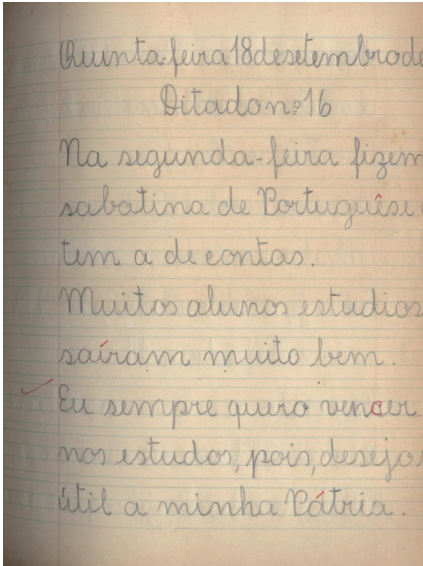 Quinta-feira 18 de setembro de
Ditado nº 16
Na segunda-feira fizem
sabatina de Português e
tem a de contas.
Muitos alunos estudios
saíram muito bem.
Eu sempre quero vencer
nos estudos, pois, desejo
útil a minha Pátria.